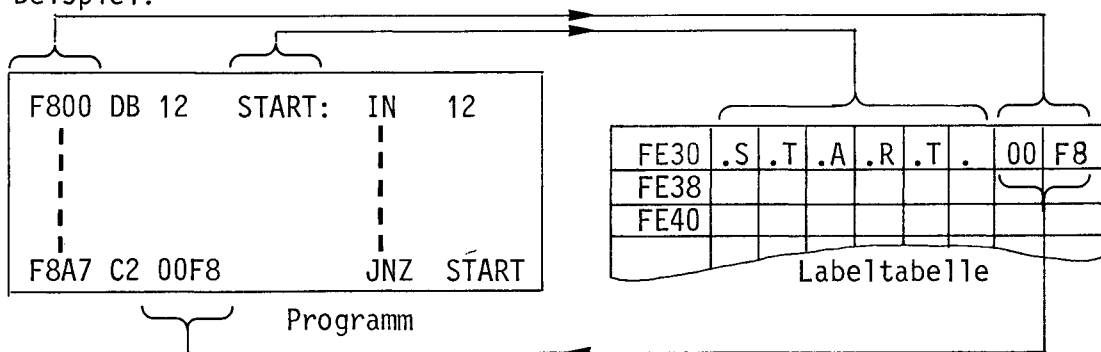 Beispiel:
F800 DB 12 START: IN 12
F8A7 C2 00F8 JNZ START
Programm
FE30 .S .T .A .R .T . 00 F8
FE38
FE40
Labeltabelle